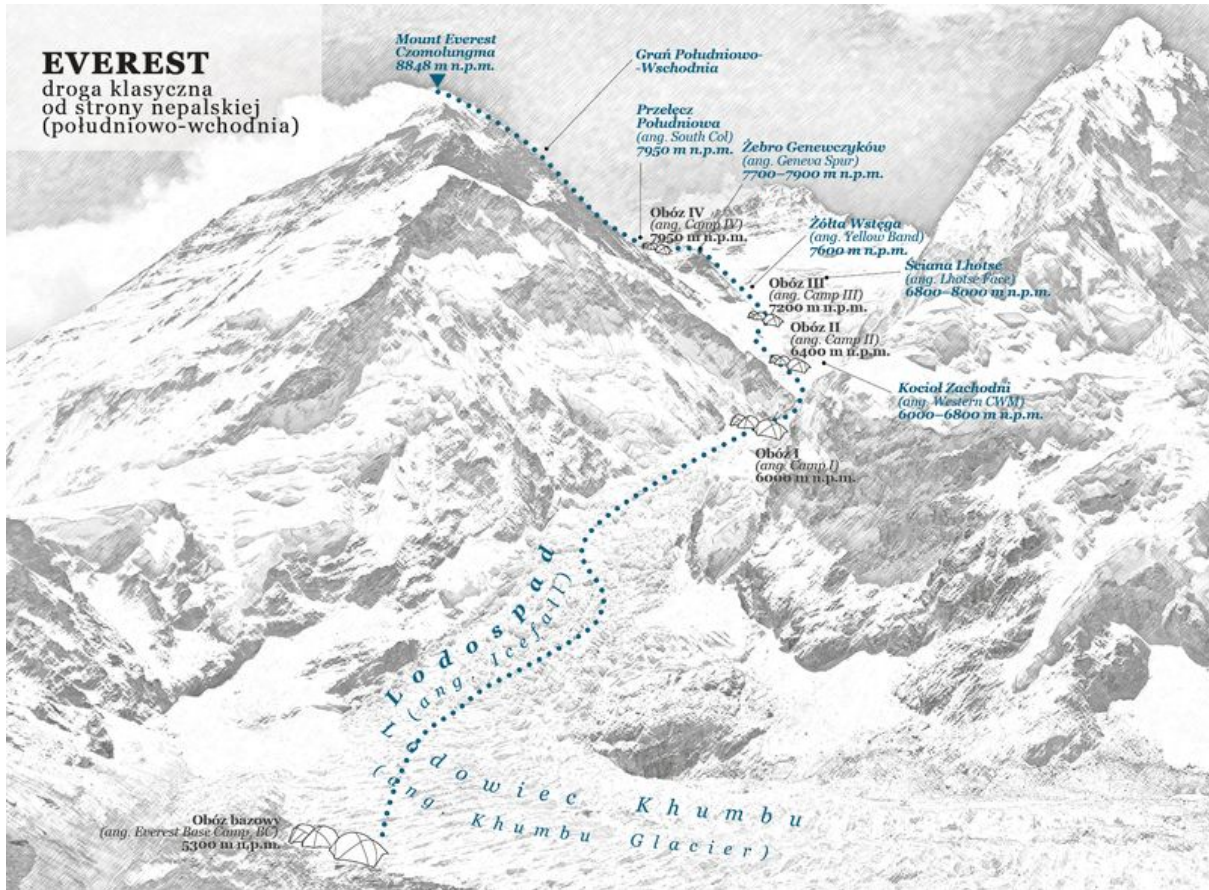 EVEREST
droga klasyczna
od strony nepalskiej
(południowo-wchodnia)
Mount Everest
Czomolungma
8848 m n.p.m.
Grań Południowo-
-Wschodnia
Przełęcz
Południowa
(ang. South Col)
7950 m n.p.m.
Żebro Genewczyków
(ang. Geneva Spur)
7700–7900 m n.p.m.
Obóz IV
(ang. Camp IV)
7950 m n.p.m.
Żółta Wstęga
(ang. Yellow Band)
7600 m n.p.m.
Ściana Lhotse
(ang. Lhotse Face)
6800–8000 m n.p.m.
Obóz III
(ang. Camp III)
7200 m n.p.m.
Obóz II
(ang. Camp II)
6400 m n.p.m.
Kocioł Zachodni
(ang. Western CWM)
6000–6800 m n.p.m.
Obóz I
(ang. Camp I)
6000 m n.p.m.
Lodospad
(ang. Icefall)
Lodowiec Khumbu
(ang Khumbu Glacier)
Obóz bazowy
(ang. Everest Base Camp, BC)
5300 m n.p.m.